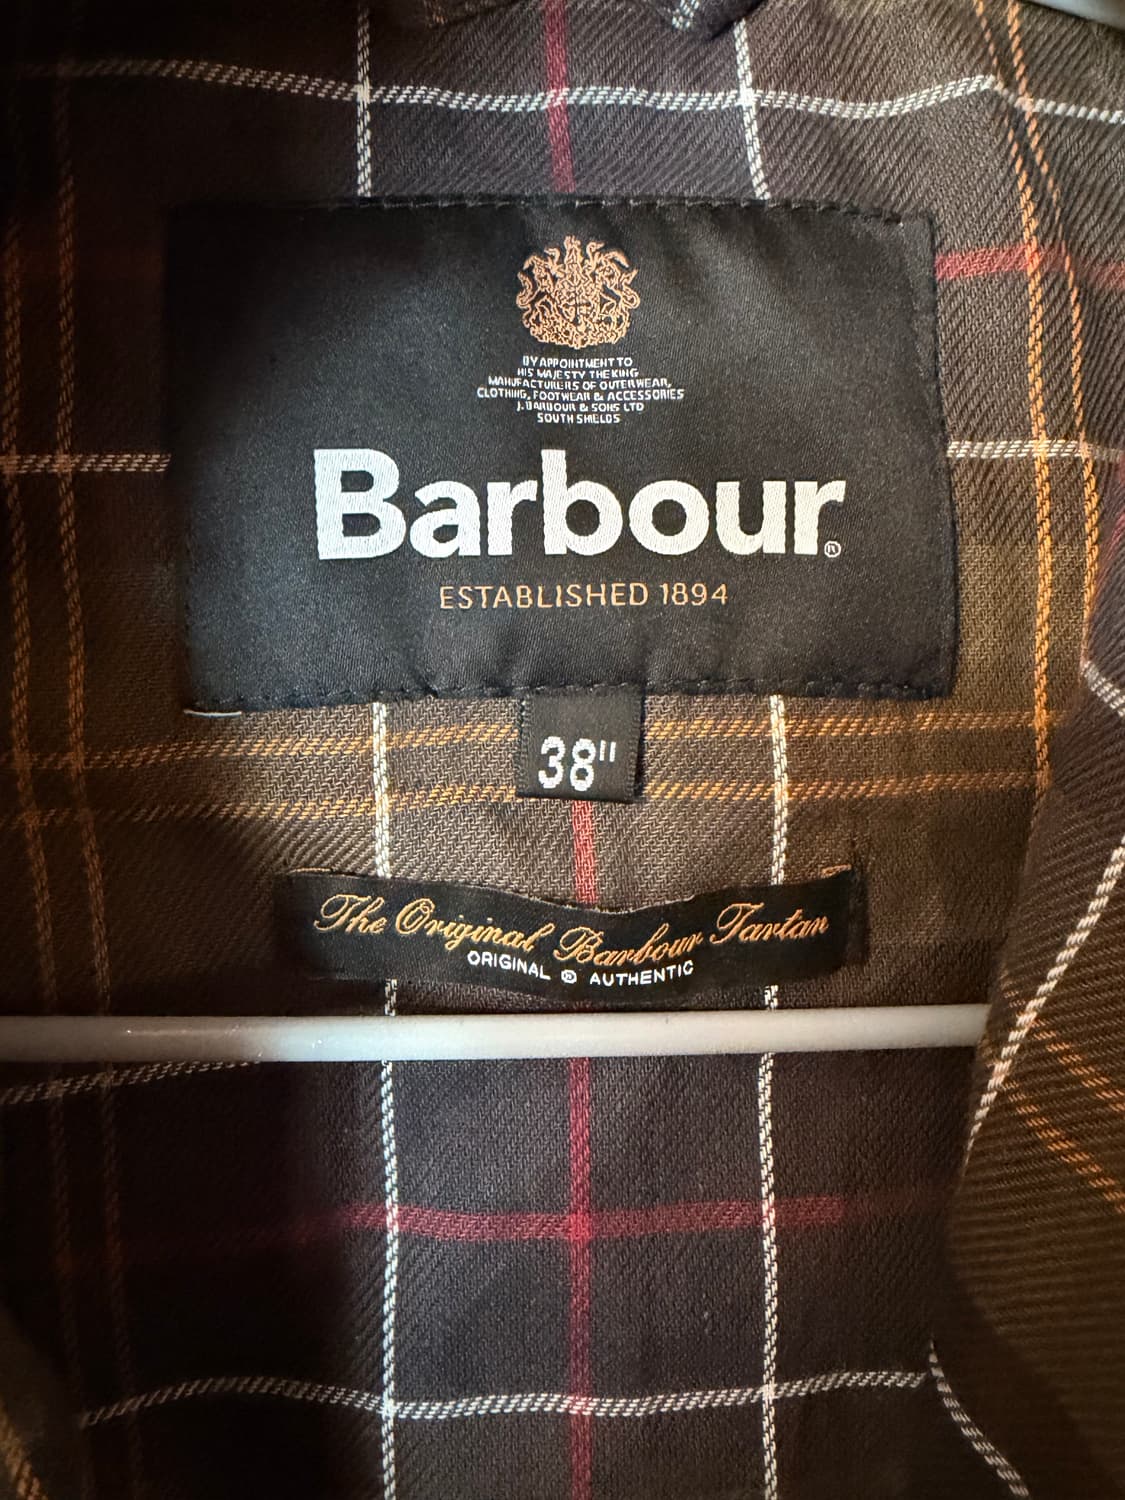 BY APPOINTMENT TO
HIS MAJESTY THE KING
MANUFACTURERS OF OUTERWEAR,
CLOTHING, FOOTWEAR & ACCESSORIES
J. BARBOUR & SONS LTD
SOUTH SHIELDS
Barbour®
ESTABLISHED 1894
38"
The Original Barbour Tartan
ORIGINAL ® AUTHENTIC